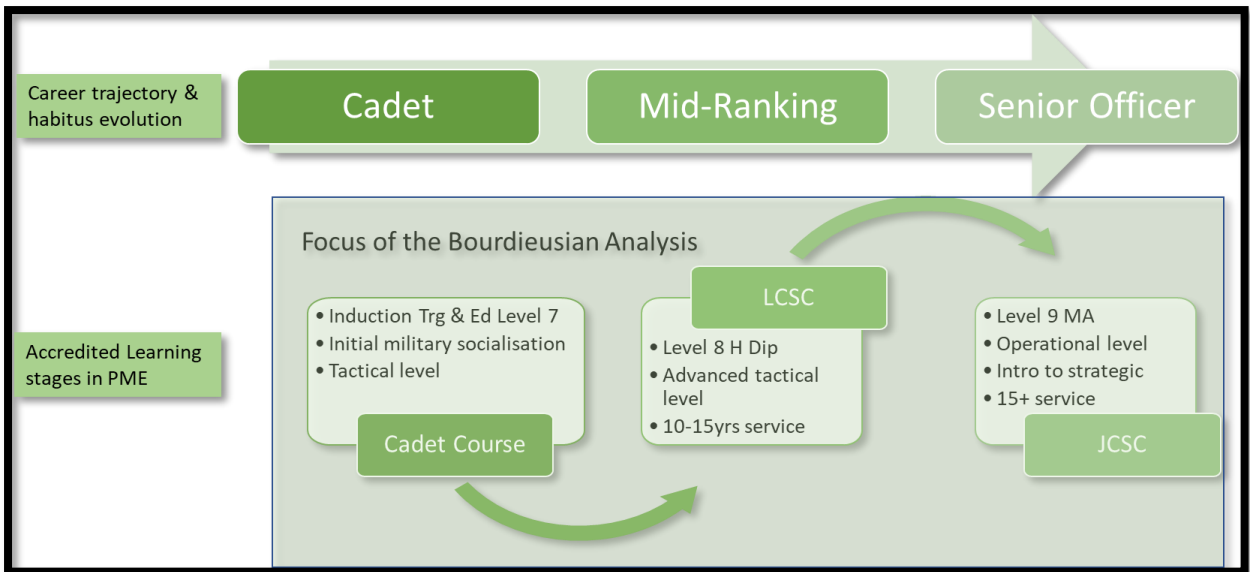 Career trajectory &
habitus evolution
Cadet
Mid-Ranking
Senior Officer
Focus of the Bourdieusian Analysis
Accredited Learning
stages in PME
• Induction Trg & Ed Level 7
• Initial military socialisation
• Tactical level
Cadet Course
LCSC
• Level 8 H Dip
• Advanced tactical
level
• 10-15yrs service
• Level 9 MA
• Operational level
• Intro to strategic
• 15+ service
JCSC